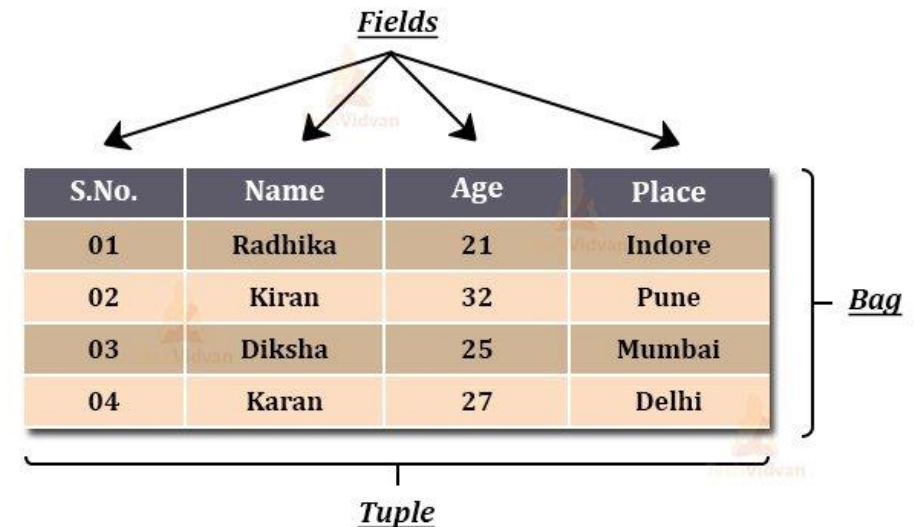 Fields
S.No. Name Age Place
01 Radhika 21 Indore
02 Kiran 32 Pune
03 Diksha 25 Mumbai
04 Karan 27 Delhi
Bag
Tuple